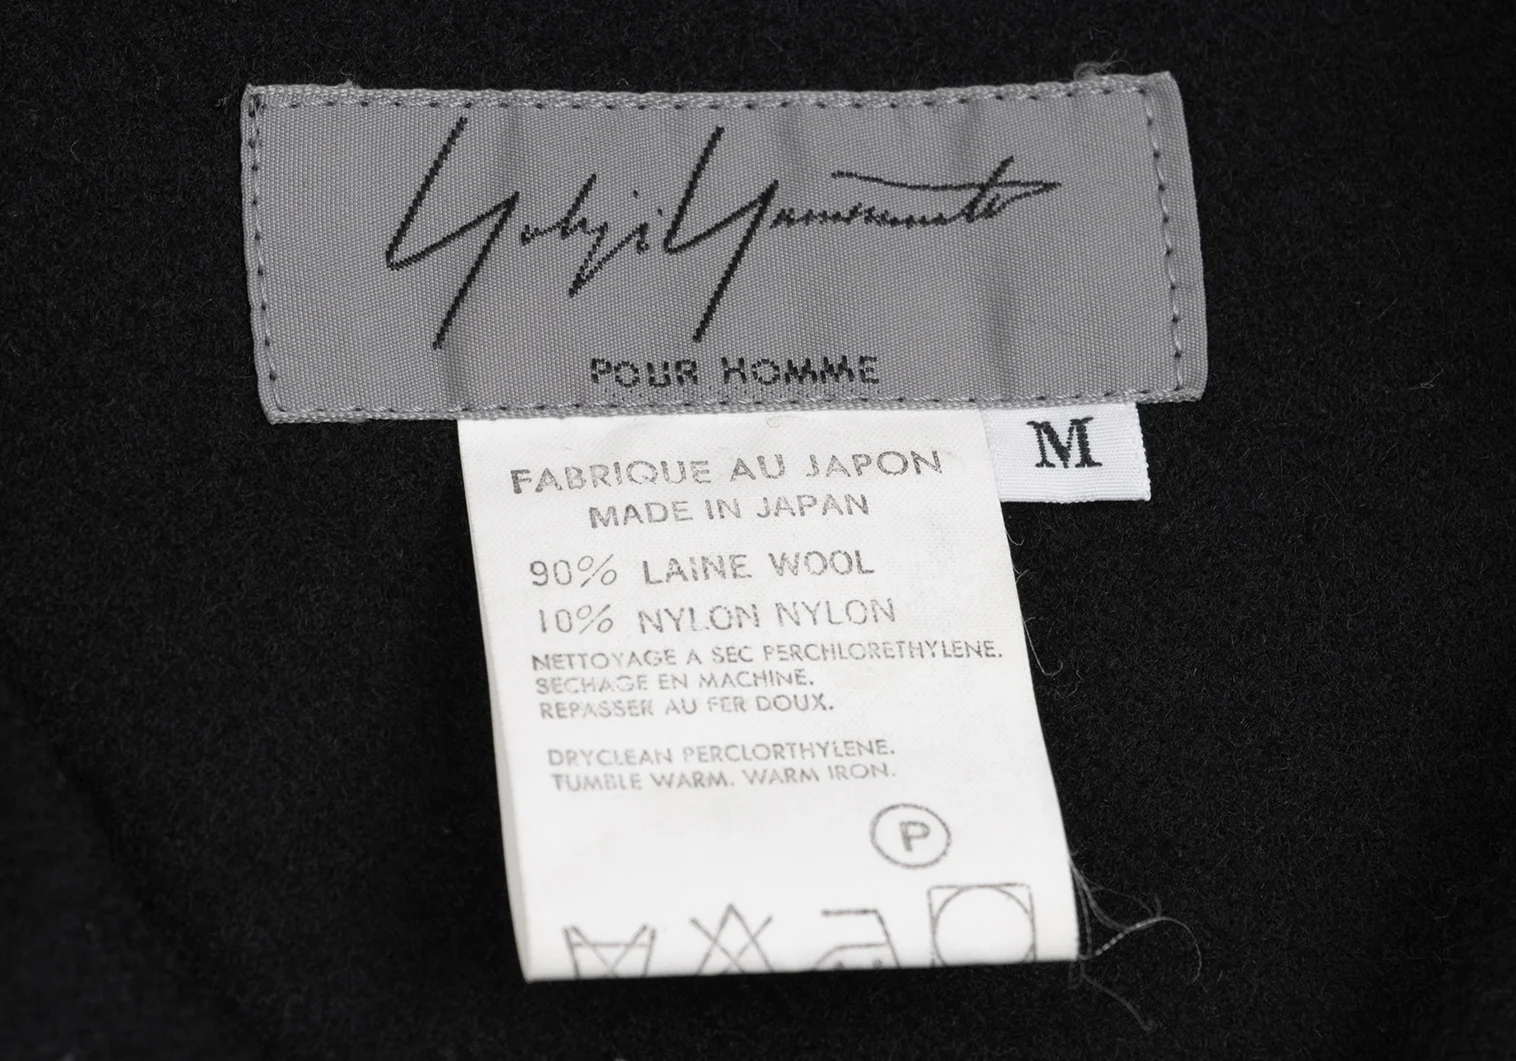 Yohji Yamamoto
POUR HOMME
M
FABRIQUE AU JAPON
MADE IN JAPAN
90% LAINE WOOL
10% NYLON NYLON
NETTOYAGE A SEC PERCHLORETHYLENE.
SECHAGE EN MACHINE.
REPASSER AU FER DOUX.
DRYCLEAN PERCLORTHYLENE.
TUMBLE WARM. WARM IRON.
P